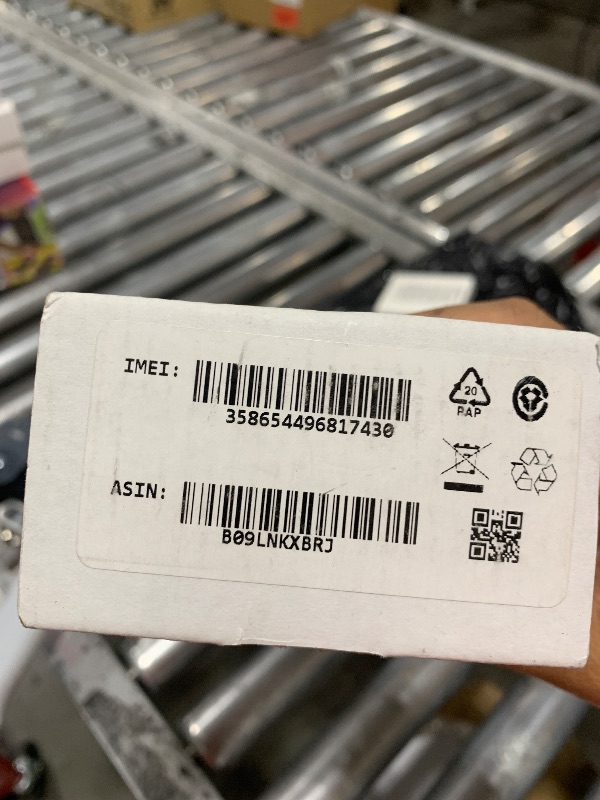 IMEI:
358654496817430
ASIN:
B09LNKXBRJ
20
PAP